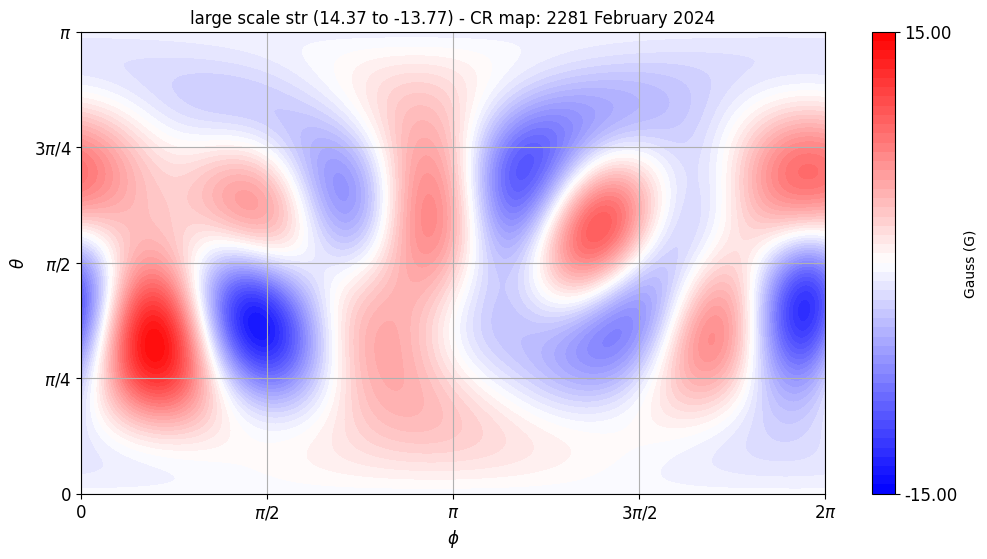 large scale str (14.37 to -13.77) - CR map: 2281 February 2024
π
3π/4
θ
π/2
π/4
0
0
π/2
π
3π/2
2π
ϕ
15.00
Gauss (G)
-15.00